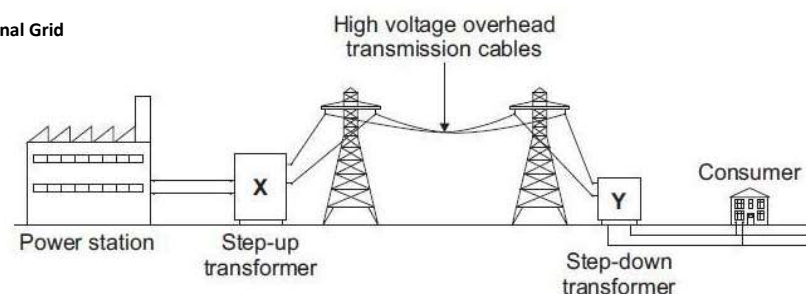 nal Grid
High voltage overhead
transmission cables
X
Y
Consumer
Power station
Step-up
transformer
Step-down
transformer